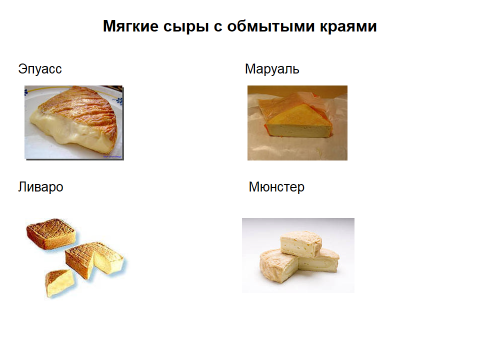 Мягкие сыры с обмытыми краями
Эпуасс
Маруаль
Ливаро
Мюнстер